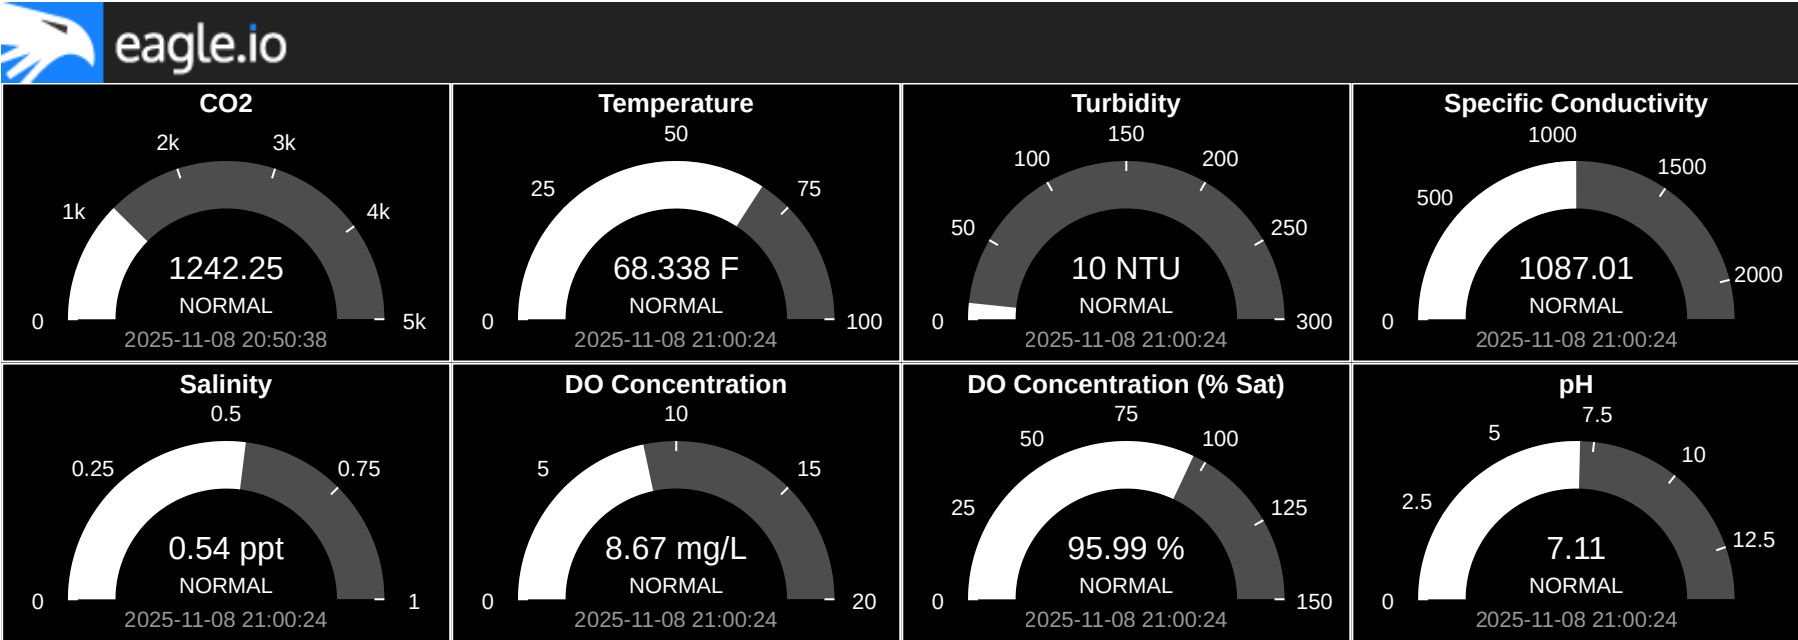 eagle.io
CO2
2k 3k
1k 4k
1242.25
NORMAL
0 5k
2025-11-08 20:50:38
Temperature
50
25 75
68.338 F
NORMAL
0 100
2025-11-08 21:00:24
Turbidity
150
100 200
50 250
10 NTU
NORMAL
0 300
2025-11-08 21:00:24
Specific Conductivity
1000
1500
500
1087.01
2000
NORMAL
0
2025-11-08 21:00:24
Salinity
0.5
0.25 0.75
0.54 ppt
NORMAL
0 1
2025-11-08 21:00:24
DO Concentration
10
5 15
8.67 mg/L
NORMAL
0 20
2025-11-08 21:00:24
DO Concentration (% Sat)
75
50 100
25 125
95.99 %
NORMAL
0 150
2025-11-08 21:00:24
pH
7.5
5
10
2.5
12.5
7.11
NORMAL
0
2025-11-08 21:00:24